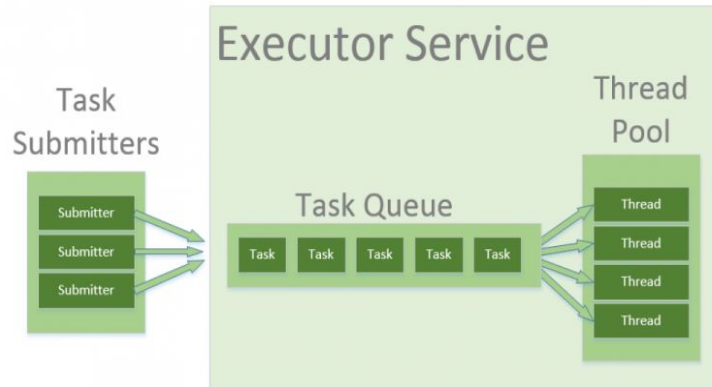 Executor Service
Task
Submitters
Submitter
Submitter
Submitter
Task Queue
Task Task Task Task Task
Thread
Pool
Thread
Thread
Thread
Thread